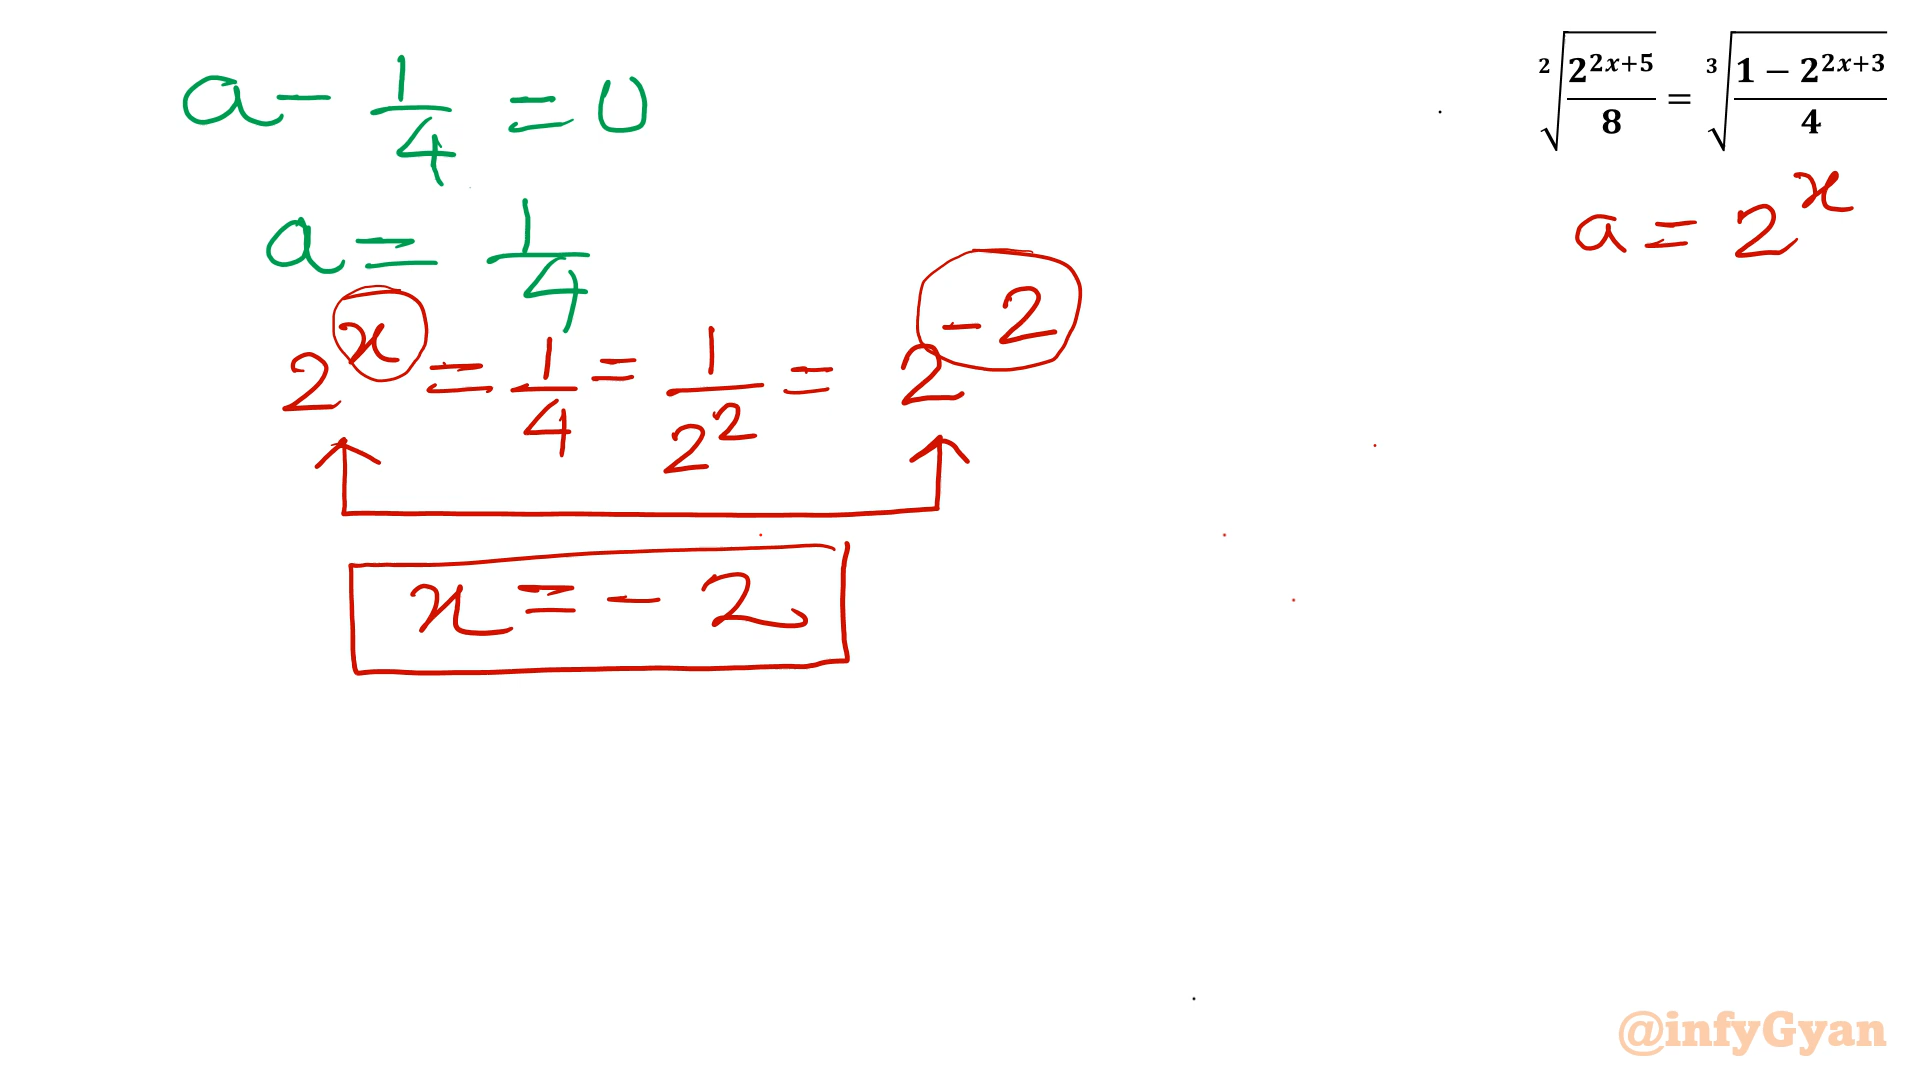 a - 1/4 = 0
a = 1/4
2^x = 1/4 = 1/2^2 = 2^-2
x = -2
²√(2^(2x+5)/8) = ³√((1 - 2^(2x+3))/4)
a = 2^x
@infyGyan